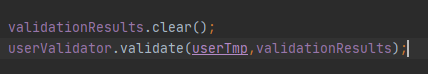 validationResults.clear();
userValidator.validate(userTmp,validationResults);